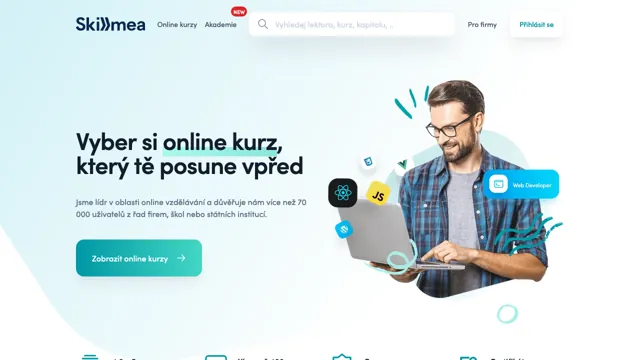 Skillmea
Online kurzy
Akademie
NEW
Vyhledej lektora, kurz, kapitolu, ..
Pro firmy
Přihlásit se
Vyber si online kurz,
který tě posune vpřed
Jsme lídr v oblasti online vzdělávání a důvěřuje nám více než 70
000 uživatelů z řad firem, škol nebo státních institucí.
Zobrazit online kurzy
JS
Web Developer